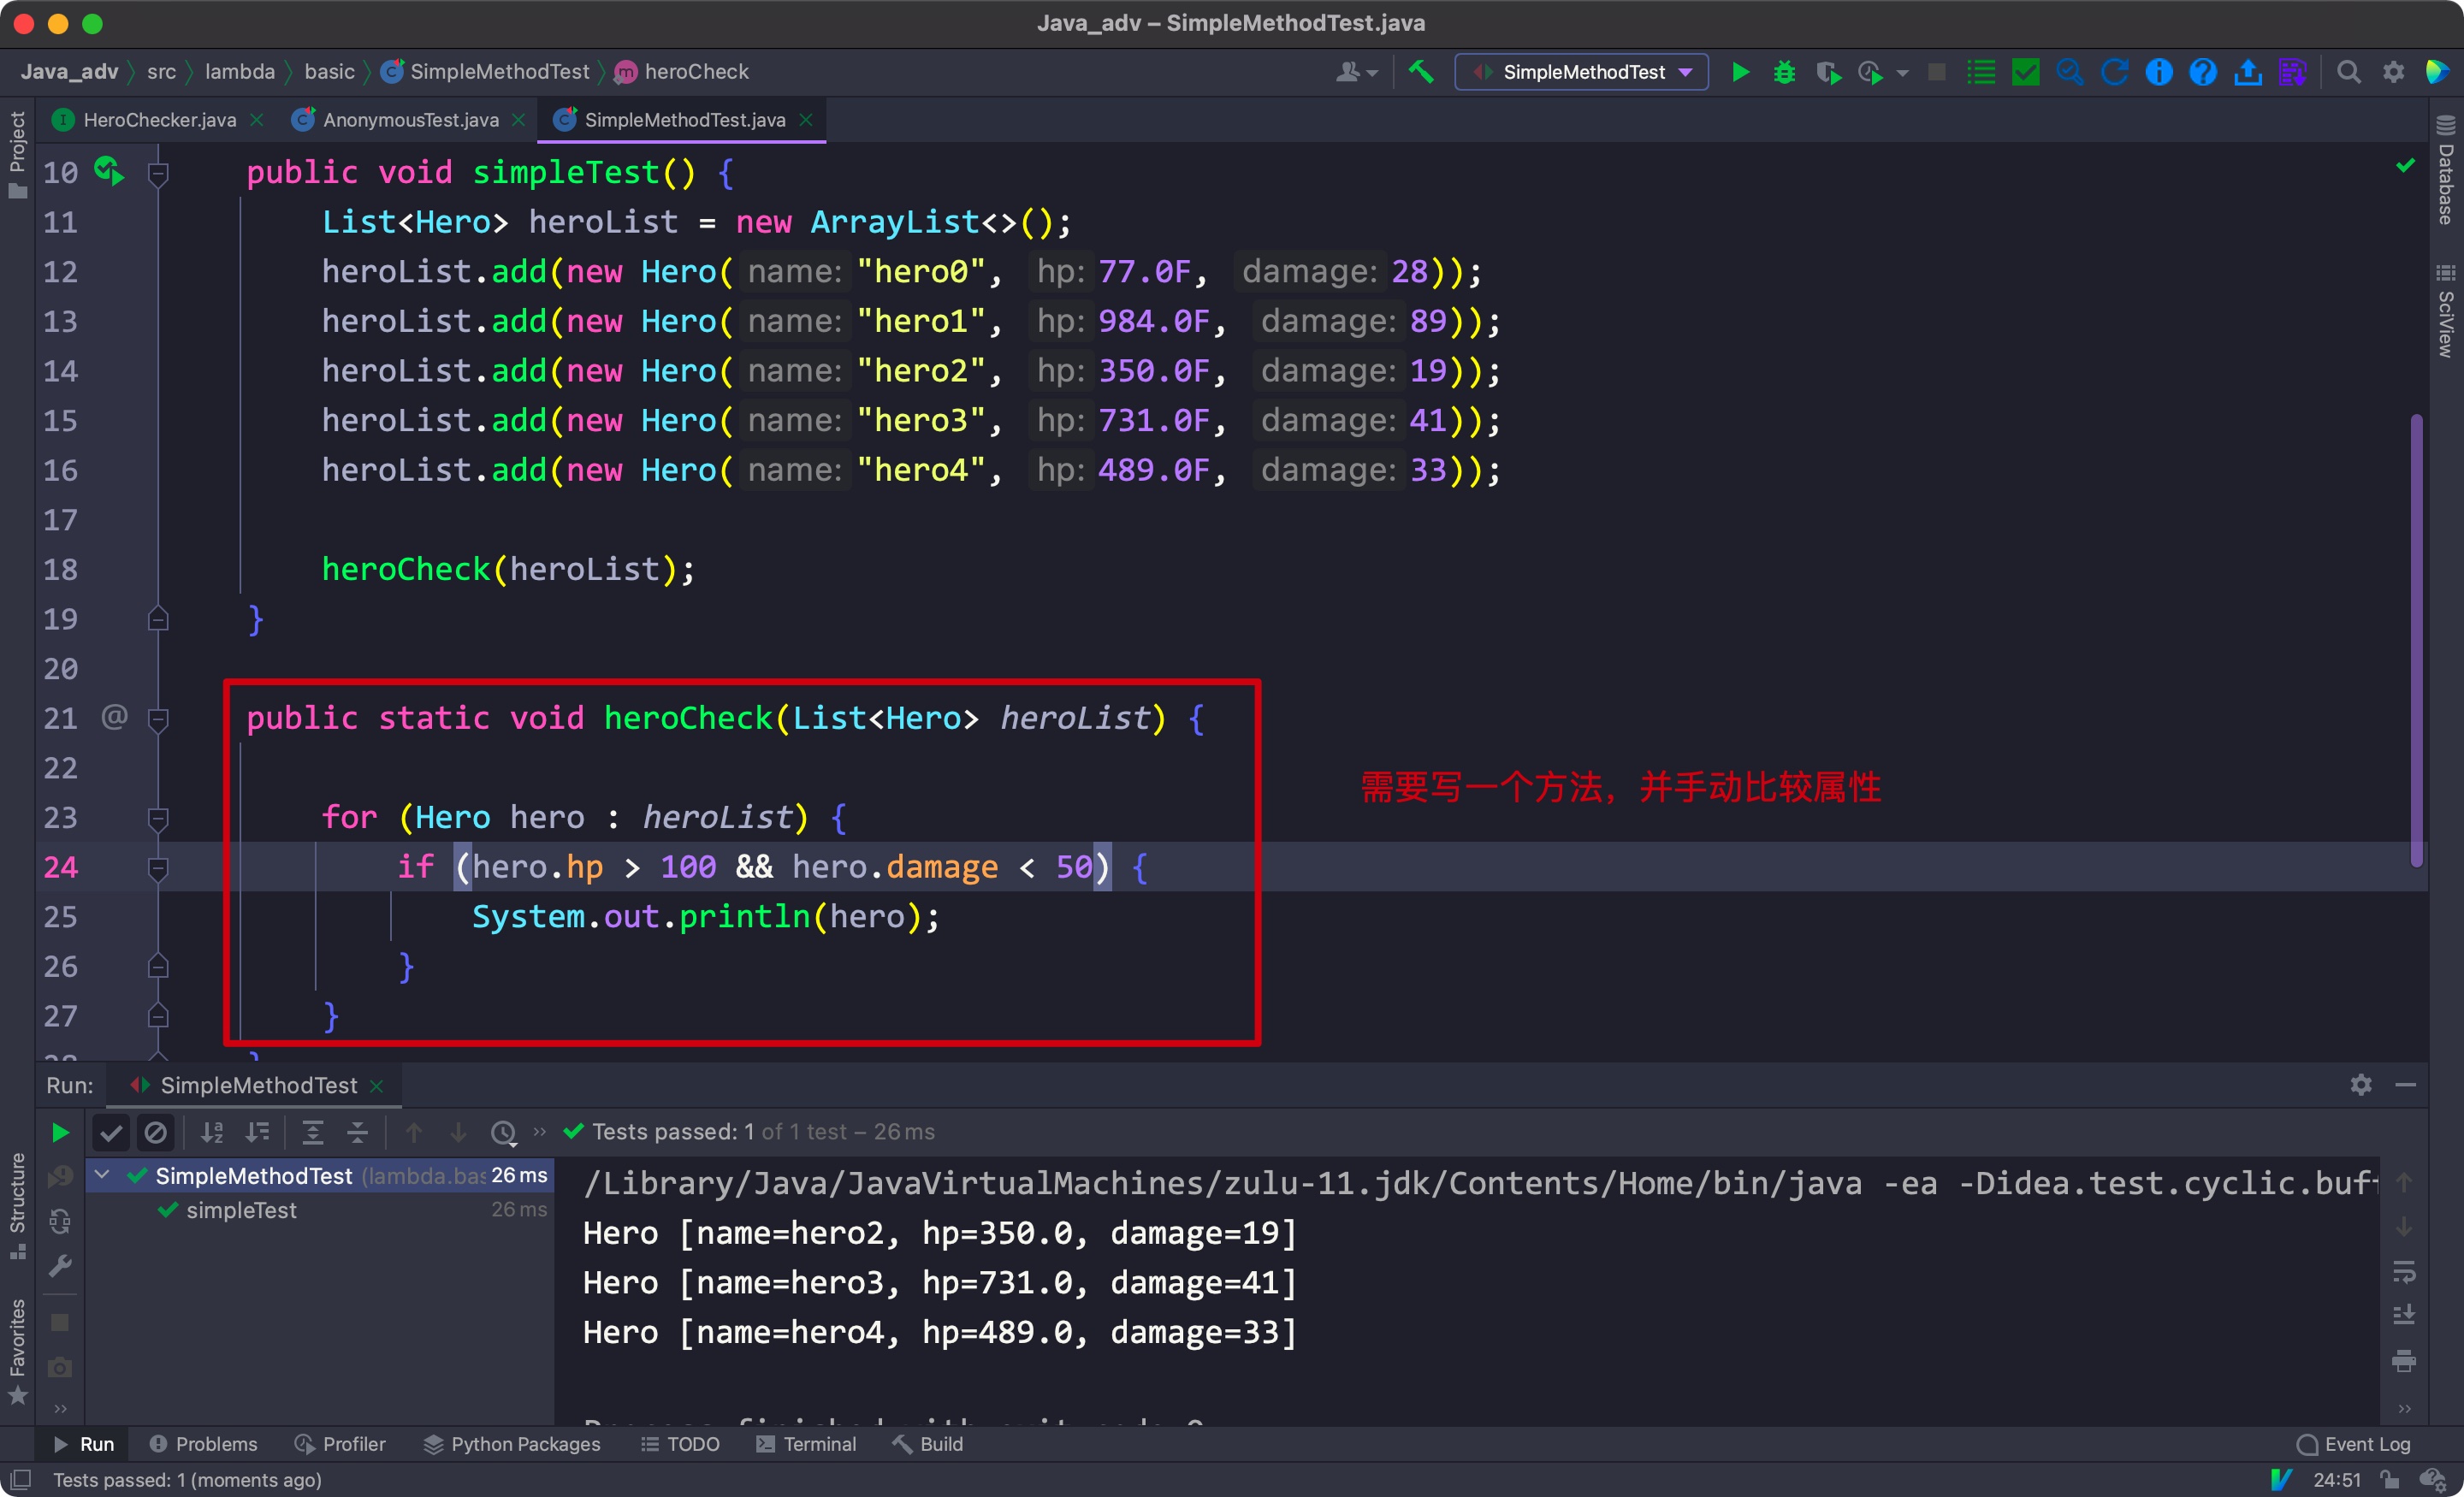 Java_adv – SimpleMethodTest.java
Java_adv src lambda basic SimpleMethodTest heroCheck
SimpleMethodTest
HeroChecker.java AnonymousTest.java SimpleMethodTest.java
Project
Database
SciView
10 public void simpleTest() {
11 List<Hero> heroList = new ArrayList<>();
12 heroList.add(new Hero( name: "hero0", hp: 77.0F, damage: 28));
13 heroList.add(new Hero( name: "hero1", hp: 984.0F, damage: 89));
14 heroList.add(new Hero( name: "hero2", hp: 350.0F, damage: 19));
15 heroList.add(new Hero( name: "hero3", hp: 731.0F, damage: 41));
16 heroList.add(new Hero( name: "hero4", hp: 489.0F, damage: 33));
17
18 heroCheck(heroList);
19 }
20
21 @ public static void heroCheck(List<Hero> heroList) {
22
需要写一个方法，并手动比较属性
23 for (Hero hero : heroList) {
24 if (hero.hp > 100 && hero.damage < 50) {
25 System.out.println(hero);
26 }
27 }
28 }
Run: SimpleMethodTest
Tests passed: 1 of 1 test – 26 ms
SimpleMethodTest (lambda.bas 26 ms
simpleTest 26 ms
/Library/Java/JavaVirtualMachines/zulu-11.jdk/Contents/Home/bin/java -ea -Didea.test.cyclic.buff
Hero [name=hero2, hp=350.0, damage=19]
Hero [name=hero3, hp=731.0, damage=41]
Hero [name=hero4, hp=489.0, damage=33]
Process finished with exit code 0
Structure
Favorites
Run Problems Profiler Python Packages TODO Terminal Build Event Log
Tests passed: 1 (moments ago) 24:51